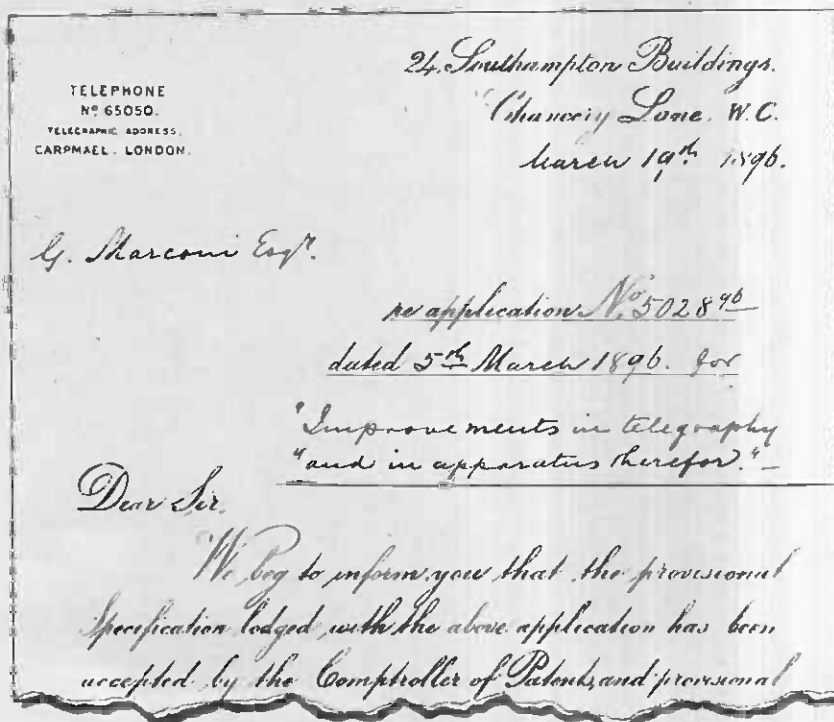 TELEPHONE
Nº 65050.
TELEGRAPHIC ADDRESS.
CARPMAEL. LONDON.
24, Southampton Buildings.
Chancery Lane. W.C.
March 19th 1896.
G. Marconi Esqr.
re application No. 5028 96
dated 5th March 1896. for
"Improvements in telegraphy
"and in apparatus therefor."
Dear Sir.
We beg to inform you that the provisional
Specification lodged with the above application has been
accepted by the Comptroller of Patents, and provisional